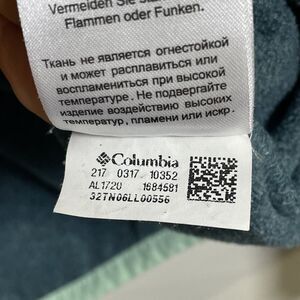 Vermeiden Sie
Flammen oder Funken.
Ткань не является огнестойкой
и может расплавиться или
воспламениться при высокой
температуре. Не подвергайте
изделие воздействию высоких
температур, пламени или искр.
Columbia
217 0317 10352
AL1720 1684581
32TN06LL00556